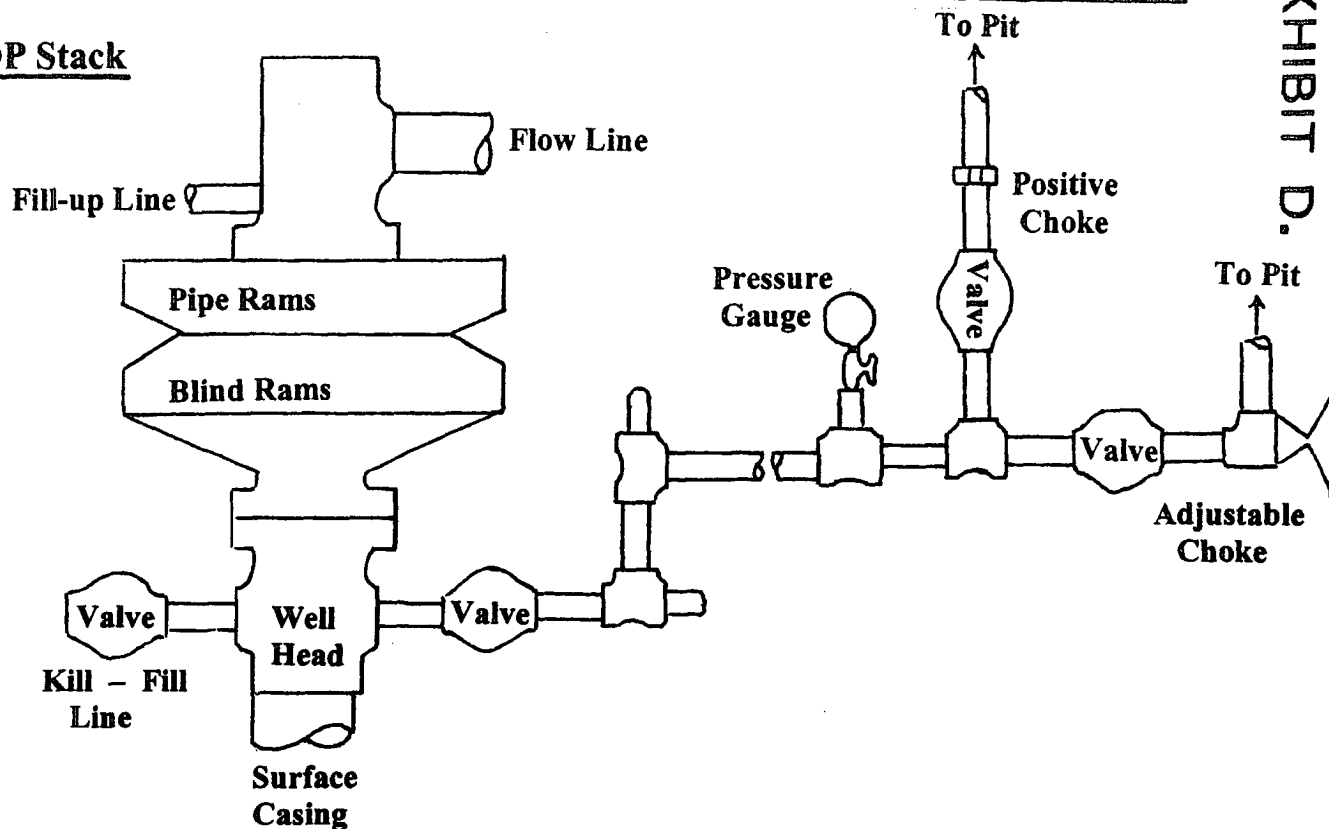 To Pit
P Stack
Flow Line
Fill-up Line
Positive
Choke
HIBIT D.
To Pit
Pressure
Gauge
Valve
Pipe Rams
Blind Rams
Valve
Adjustable
Choke
Valve
Well
Head
Valve
Kill – Fill
Line
Surface
Casing